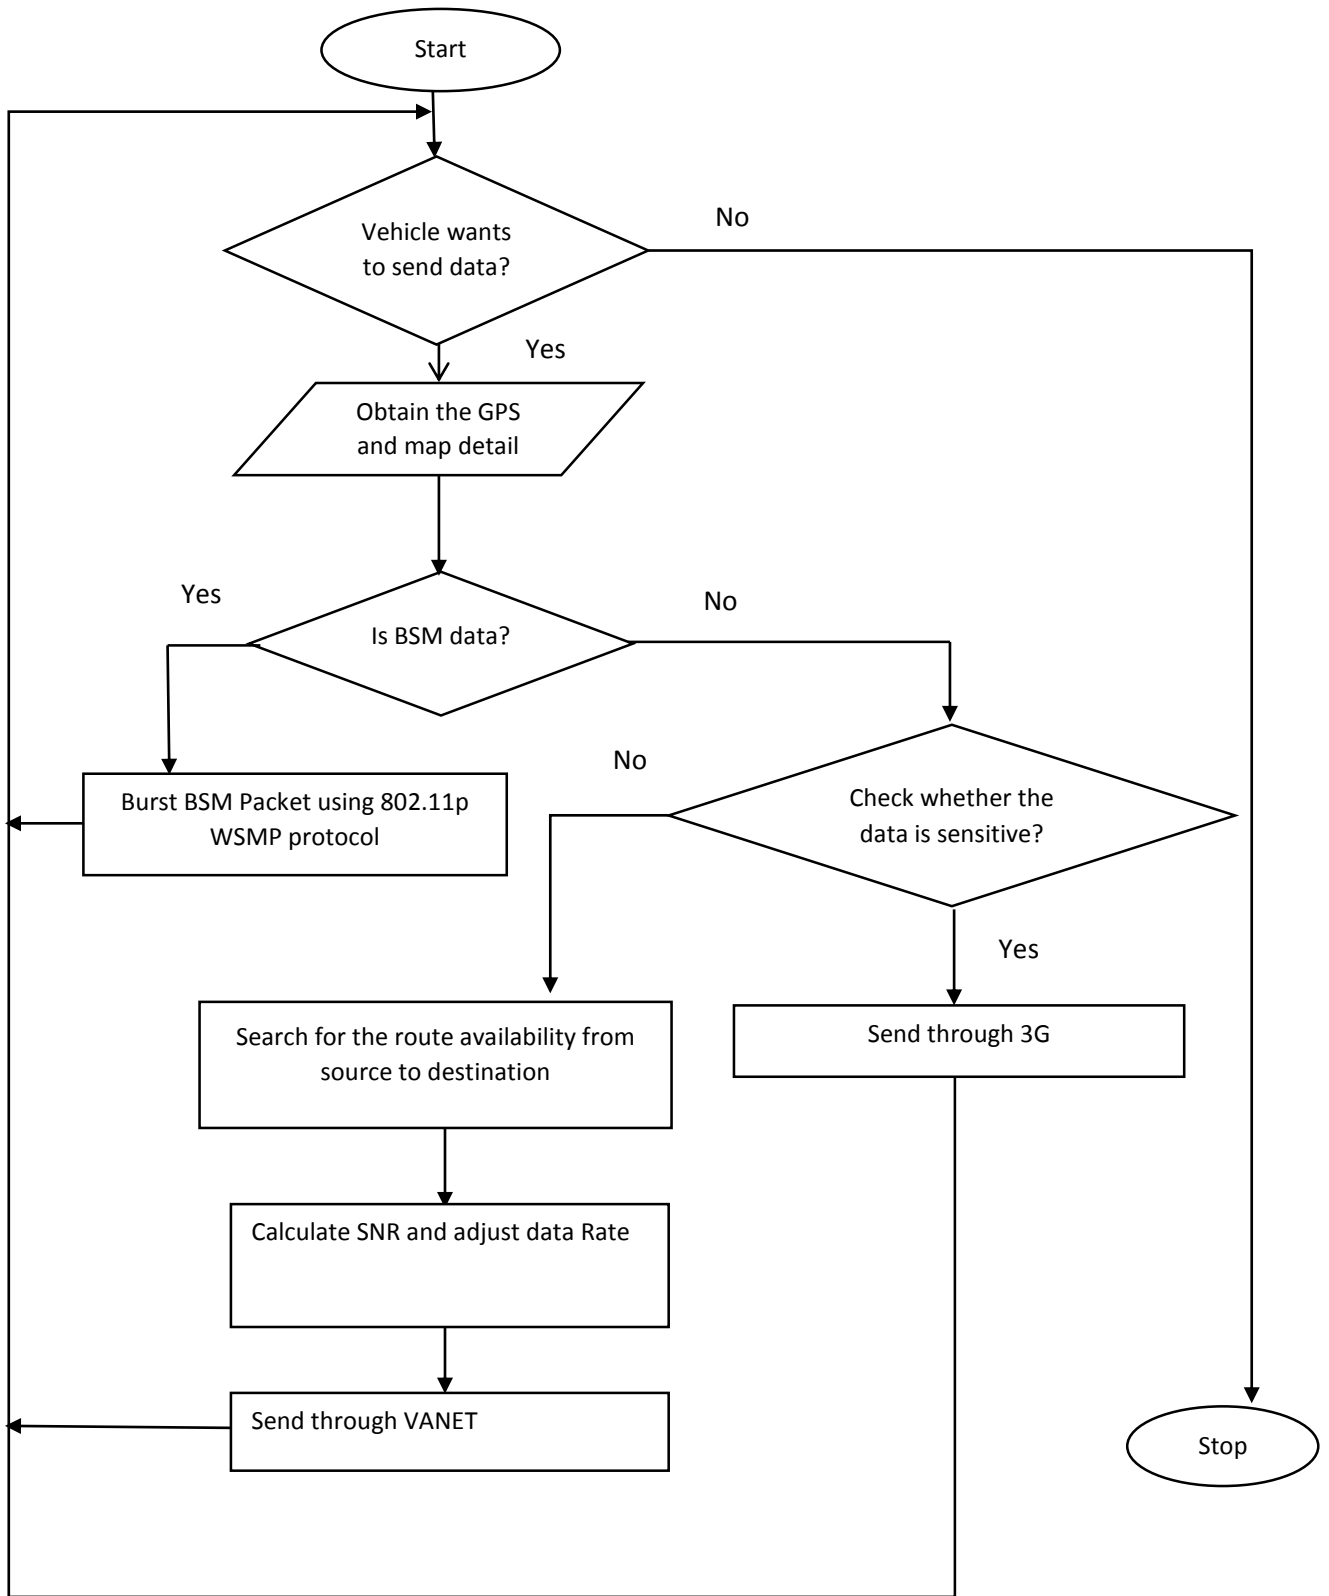 Start
No
Vehicle wants
to send data?
Yes
Obtain the GPS
and map detail
Yes
No
Is BSM data?
No
Burst BSM Packet using 802.11p
WSMP protocol
Check whether the
data is sensitive?
Yes
Search for the route availability from
source to destination
Send through 3G
Calculate SNR and adjust data Rate
Send through VANET
Stop